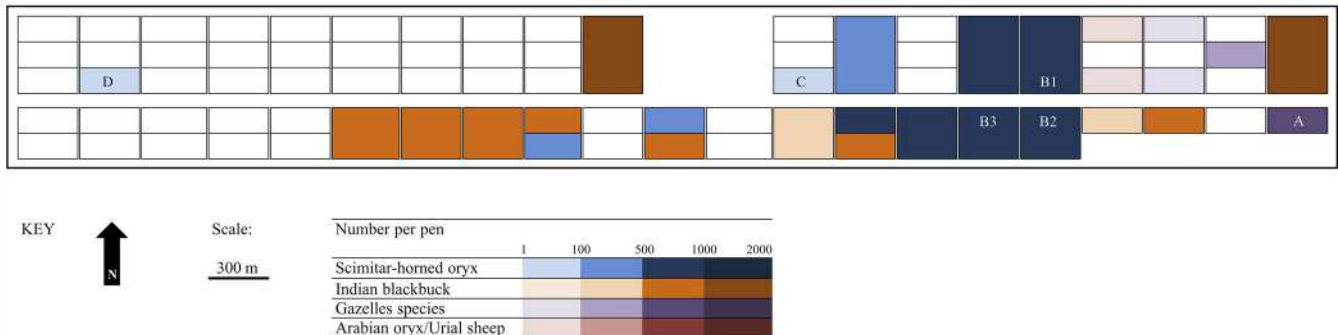 B1
D
C
B3
B2
A
KEY
N
Scale:
300 m
Number per pen
1 100 500 1000 2000
Scimitar-horned oryx
Indian blackbuck
Gazelles species
Arabian oryx/Urial sheep